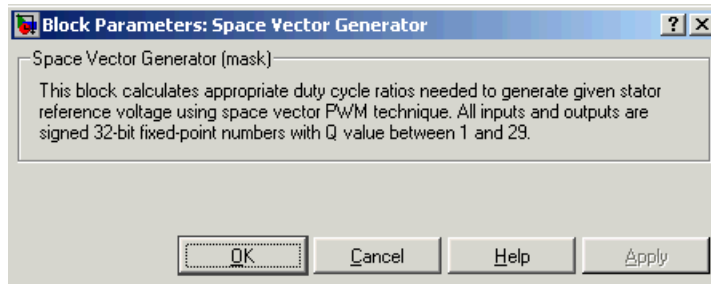 Block Parameters: Space Vector Generator
Space Vector Generator (mask)
This block calculates appropriate duty cycle ratios needed to generate given stator
reference voltage using space vector PWM technique. All inputs and outputs are
signed 32-bit fixed-point numbers with Q value between 1 and 29.
OK Cancel Help Apply